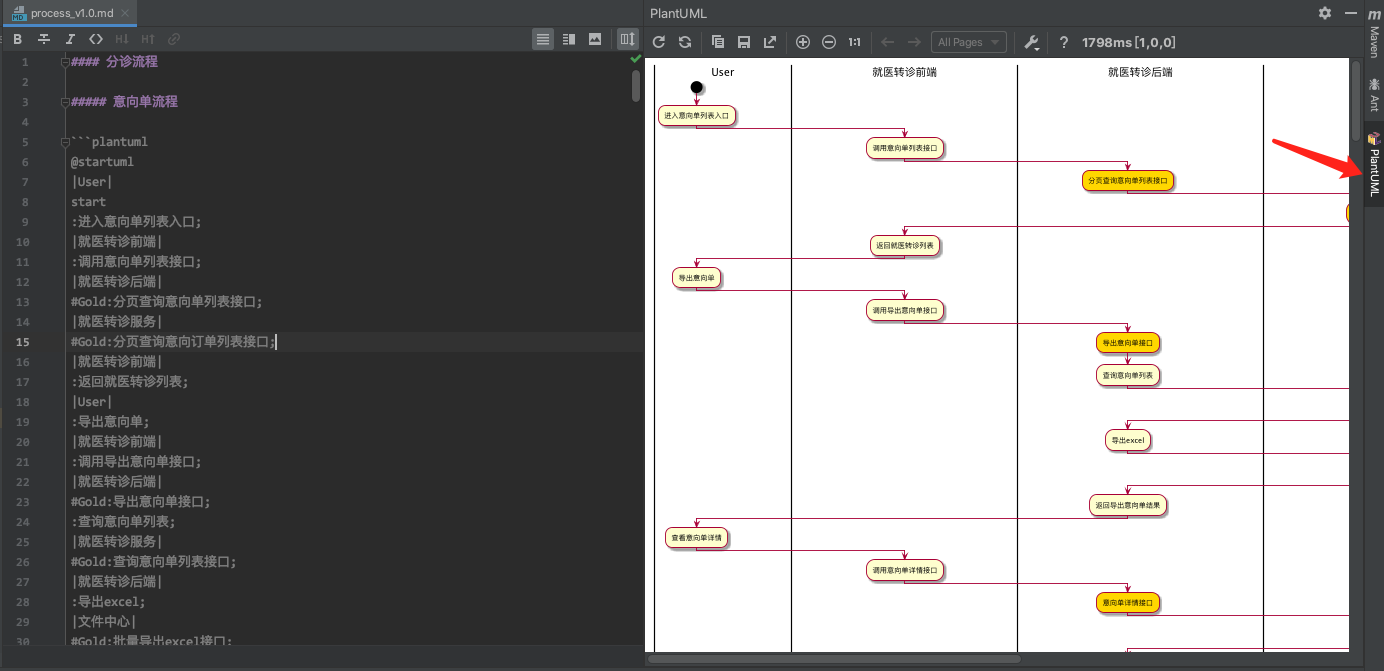 process_v1.0.md
B I <> H↓ H↑
1 #### 分诊流程
2
3 ##### 意向单流程
4
5 ```plantuml
6 @startuml
7 |User|
8 start
9 :进入意向单列表入口;
10 |就医转诊前端|
11 :调用意向单列表接口;
12 |就医转诊后端|
13 #Gold:分页查询意向单列表接口;
14 |就医转诊服务|
15 #Gold:分页查询意向订单列表接口;
16 |就医转诊前端|
17 :返回就医转诊列表;
18 |User|
19 :导出意向单;
20 |就医转诊前端|
21 :调用导出意向单接口;
22 |就医转诊后端|
23 #Gold:导出意向单接口;
24 :查询意向单列表;
25 |就医转诊服务|
26 #Gold:查询意向单列表接口;
27 |就医转诊后端|
28 :导出excel;
29 |文件中心|
30 #Gold:批量导出excel接口;
PlantUML
1:1 All Pages ? 1798ms [1,0,0]
User 就医转诊前端 就医转诊后端
进入意向单列表入口
调用意向单列表接口
分页查询意向单列表接口
返回就医转诊列表
导出意向单
调用导出意向单接口
导出意向单接口
查询意向单列表
导出excel
返回导出意向单结果
查看意向单详情
调用意向单详情接口
意向单详情接口
m Maven
Ant
PlantUML